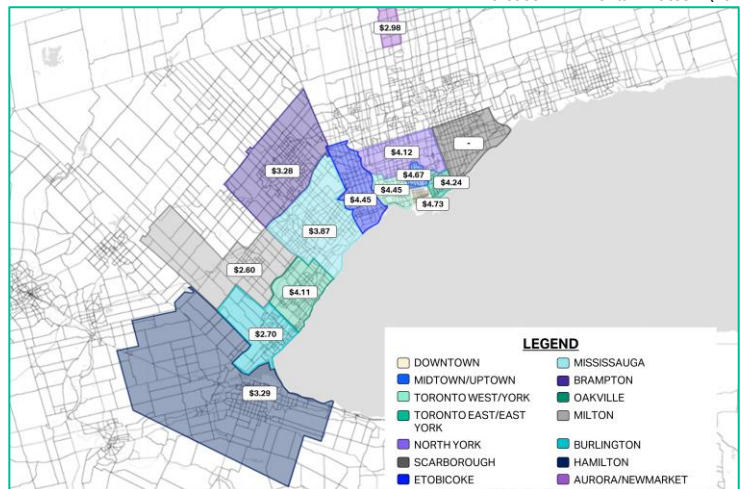 $2.98
-
$4.12
$4.67
$3.28
$4.24
$4.45
$4.45
$4.73
$3.87
$2.60
$4.11
$2.70
$3.29
LEGEND
DOWNTOWN
MIDTOWN/UPTOWN
TORONTO WEST/YORK
TORONTO EAST/EAST
YORK
NORTH YORK
SCARBOROUGH
ETOBICOKE
MISSISSAUGA
BRAMPTON
OAKVILLE
MILTON
BURLINGTON
HAMILTON
AURORA/NEWMARKET